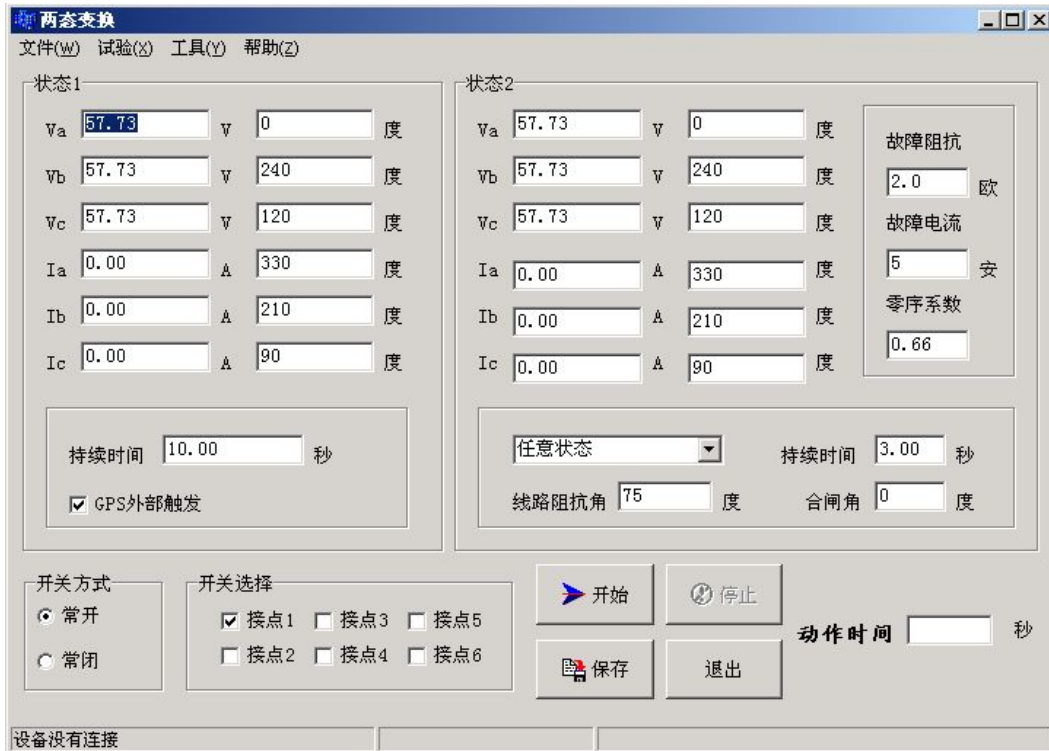 两态变换
文件(W) 试验(X) 工具(Y) 帮助(Z)
状态1
Va 57.73 V 0 度
Vb 57.73 V 240 度
Vc 57.73 V 120 度
Ia 0.00 A 330 度
Ib 0.00 A 210 度
Ic 0.00 A 90 度
持续时间 10.00 秒
GPS外部触发
状态2
Va 57.73 V 0 度
Vb 57.73 V 240 度
Vc 57.73 V 120 度
Ia 0.00 A 330 度
Ib 0.00 A 210 度
Ic 0.00 A 90 度
故障阻抗
2.0 欧
故障电流
5 安
零序系数
0.66
任意状态 持续时间 3.00 秒
线路阻抗角 75 度 合闸角 0 度
开关方式
常开
常闭
开关选择
接点1 接点3 接点5
接点2 接点4 接点6
开始 停止
保存 退出
动作时间 秒
设备没有连接